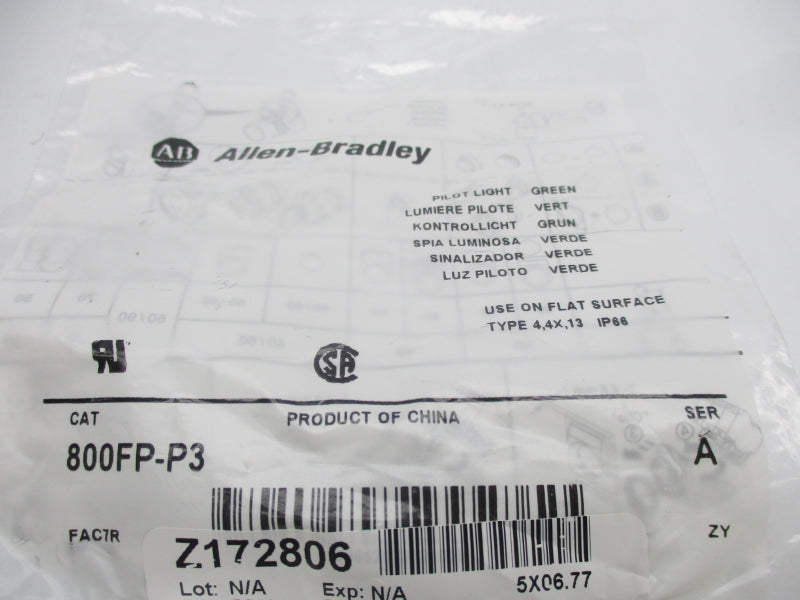 AB Allen-Bradley
PILOT LIGHT GREEN
LUMIERE PILOTE VERT
KONTROLLICHT GRUN
SPIA LUMINOSA VERDE
SINALIZADOR VERDE
LUZ PILOTO VERDE
USE ON FLAT SURFACE
TYPE 4,4X,13 IP66
CAT PRODUCT OF CHINA SER
800FP-P3 A
FAC7R ZY
Z172806
Lot: N/A Exp: N/A 5X06.77